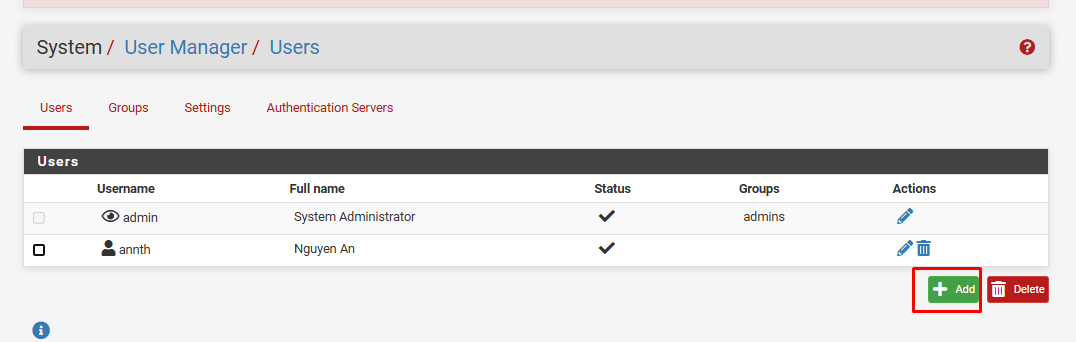 System / User Manager / Users
Users Groups Settings Authentication Servers
Users
Username Full name Status Groups Actions
admin System Administrator admins
annth Nguyen An
Add Delete